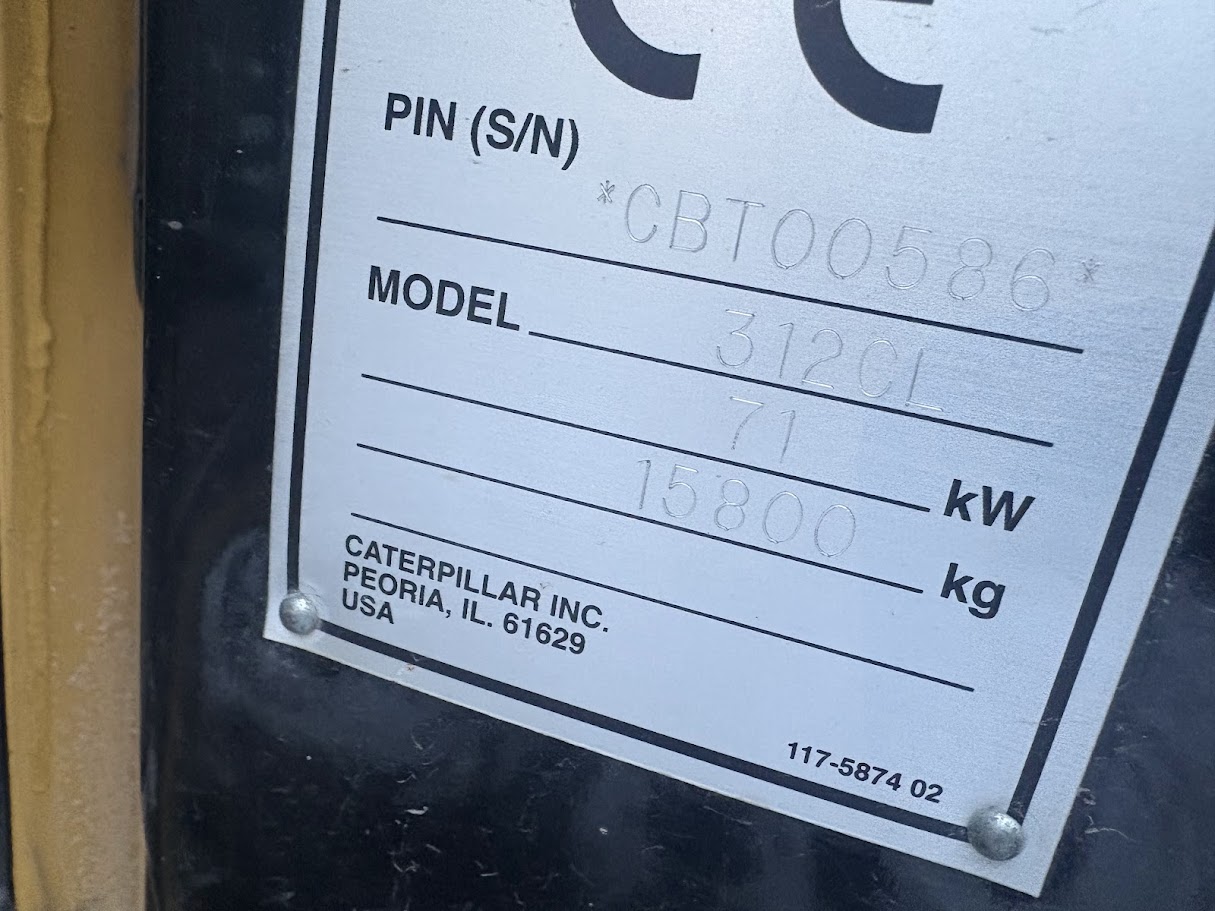 CE
PIN (S/N)
*CBT00586*
MODEL 312CL
71 kW
15800 kg
CATERPILLAR INC.
PEORIA, IL. 61629
USA
117-5874 02